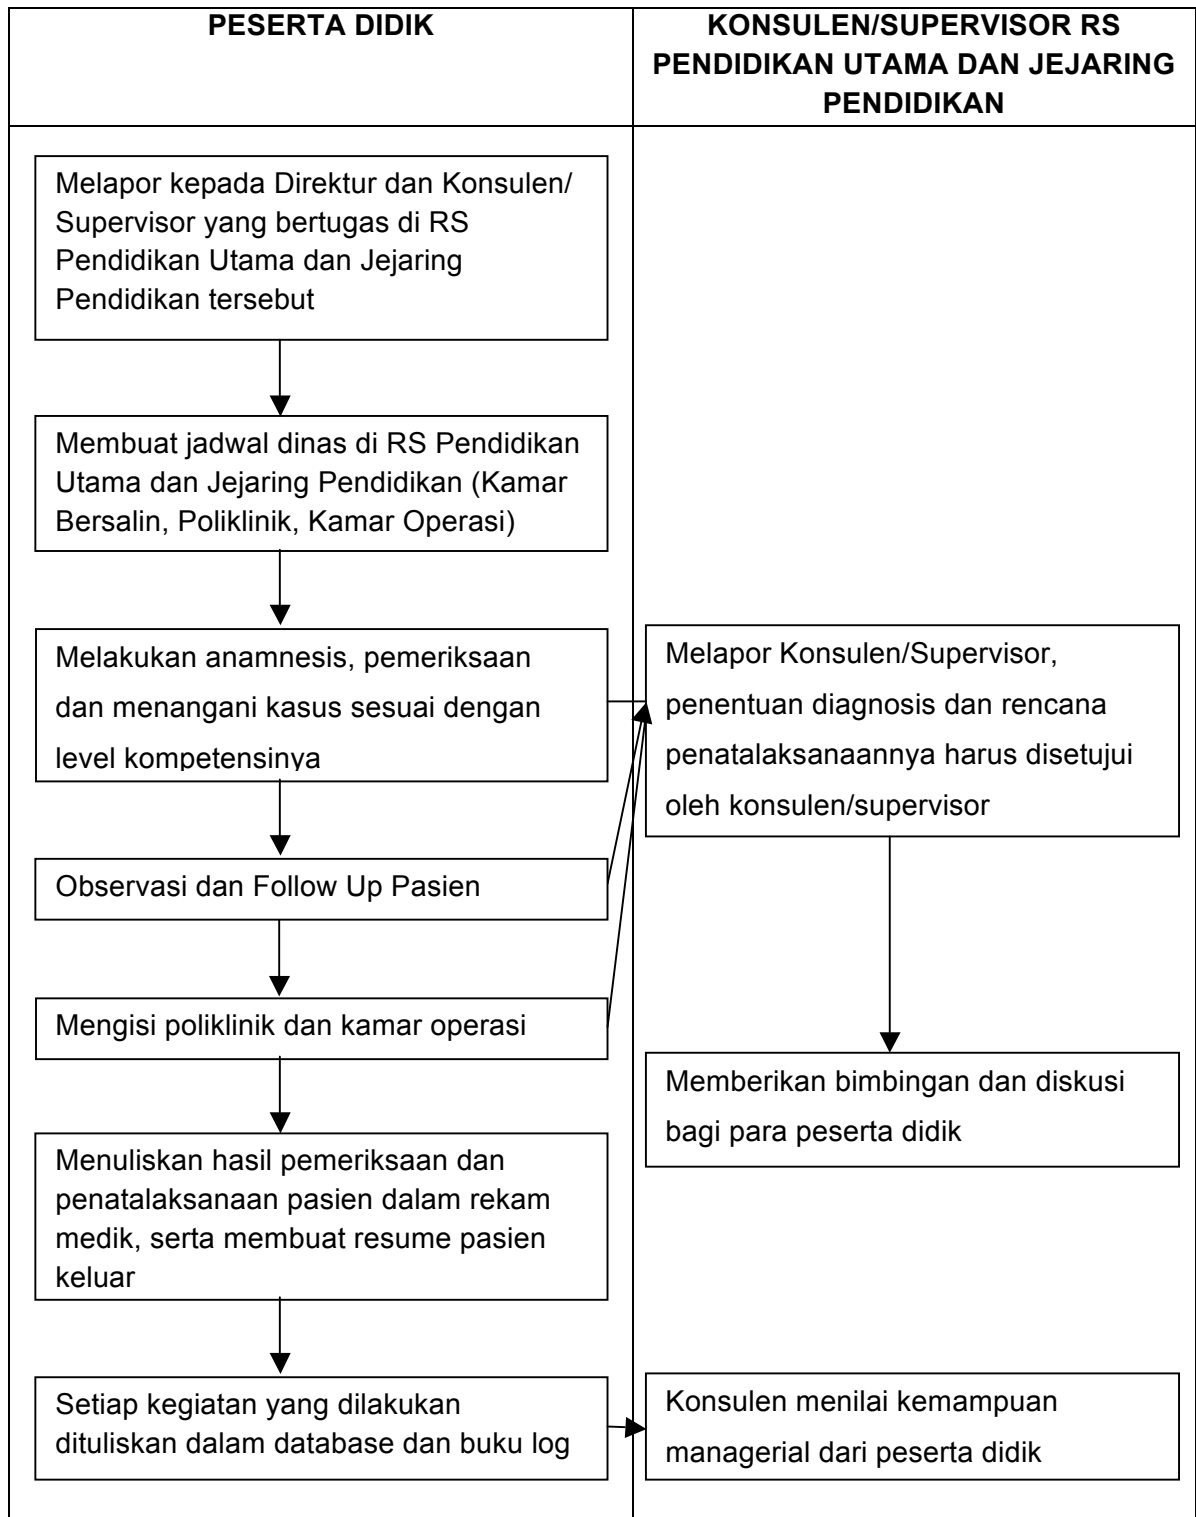 PESERTA DIDIK
KONSULEN/SUPERVISOR RS
PENDIDIKAN UTAMA DAN JEJARING
PENDIDIKAN
Melapor kepada Direktur dan Konsulen/
Supervisor yang bertugas di RS
Pendidikan Utama dan Jejaring
Pendidikan tersebut
Membuat jadwal dinas di RS Pendidikan
Utama dan Jejaring Pendidikan (Kamar
Bersalin, Poliklinik, Kamar Operasi)
Melakukan anamnesis, pemeriksaan
dan menangani kasus sesuai dengan
level kompetensinya
Melapor Konsulen/Supervisor,
penentuan diagnosis dan rencana
penatalaksanaannya harus disetujui
oleh konsulen/supervisor
Observasi dan Follow Up Pasien
Mengisi poliklinik dan kamar operasi
Memberikan bimbingan dan diskusi
bagi para peserta didik
Menuliskan hasil pemeriksaan dan
penatalaksanaan pasien dalam rekam
medik, serta membuat resume pasien
keluar
Setiap kegiatan yang dilakukan
dituliskan dalam database dan buku log
Konsulen menilai kemampuan
managerial dari peserta didik